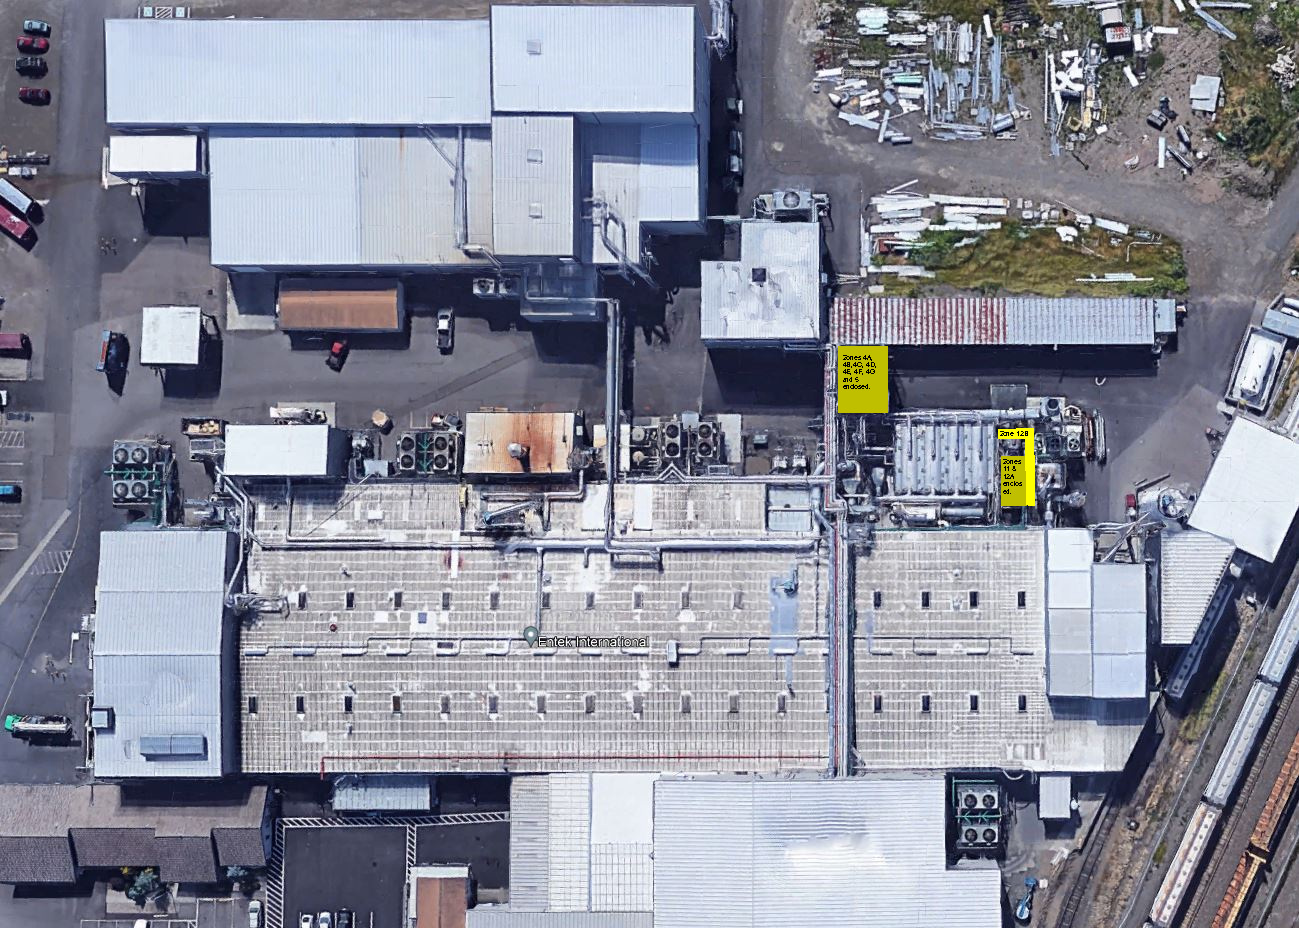 Zones 4A,
4B, 4C, 4D,
4E, 4F, 4G
and 5
enclosed.
Zone 12B
Zones
11 &
12A
enclos
ed.
Entek International